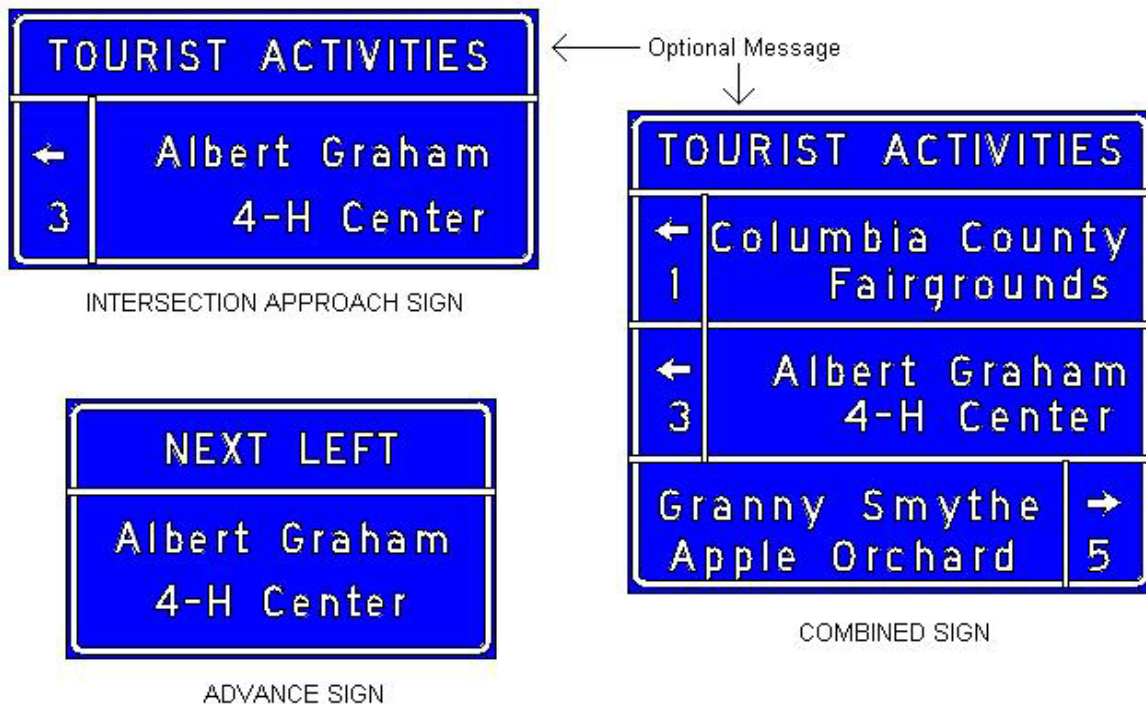 TOURIST ACTIVITIES
← Albert Graham
3 4-H Center
INTERSECTION APPROACH SIGN
Optional Message
TOURIST ACTIVITIES
← Columbia County
1 Fairgrounds
← Albert Graham
3 4-H Center
Granny Smythe →
Apple Orchard 5
COMBINED SIGN
NEXT LEFT
Albert Graham
4-H Center
ADVANCE SIGN